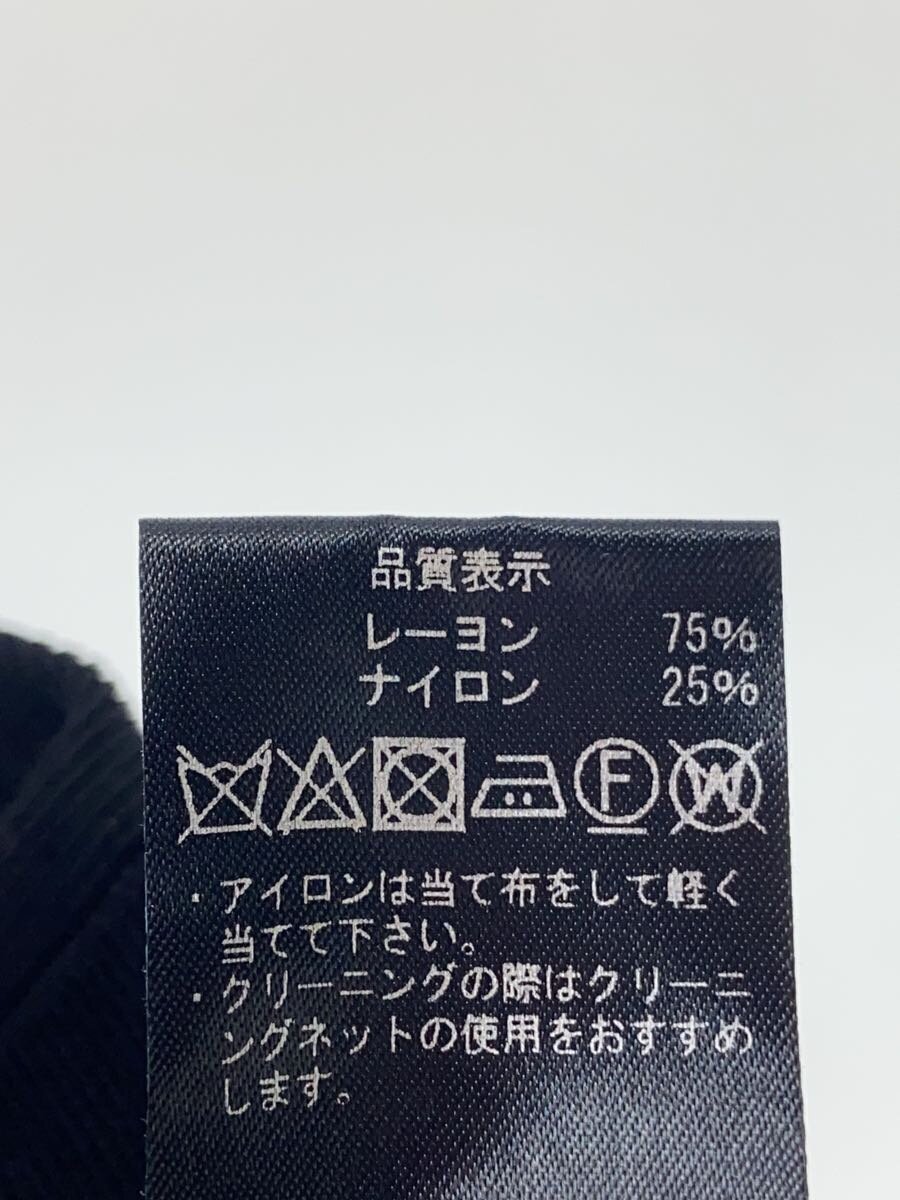 品質表示
レーヨン 75%
ナイロン 25%
F W
・アイロンは当て布をして軽く
当てて下さい。
・クリーニングの際はクリーニ
ングネットの使用をおすすめ
します。